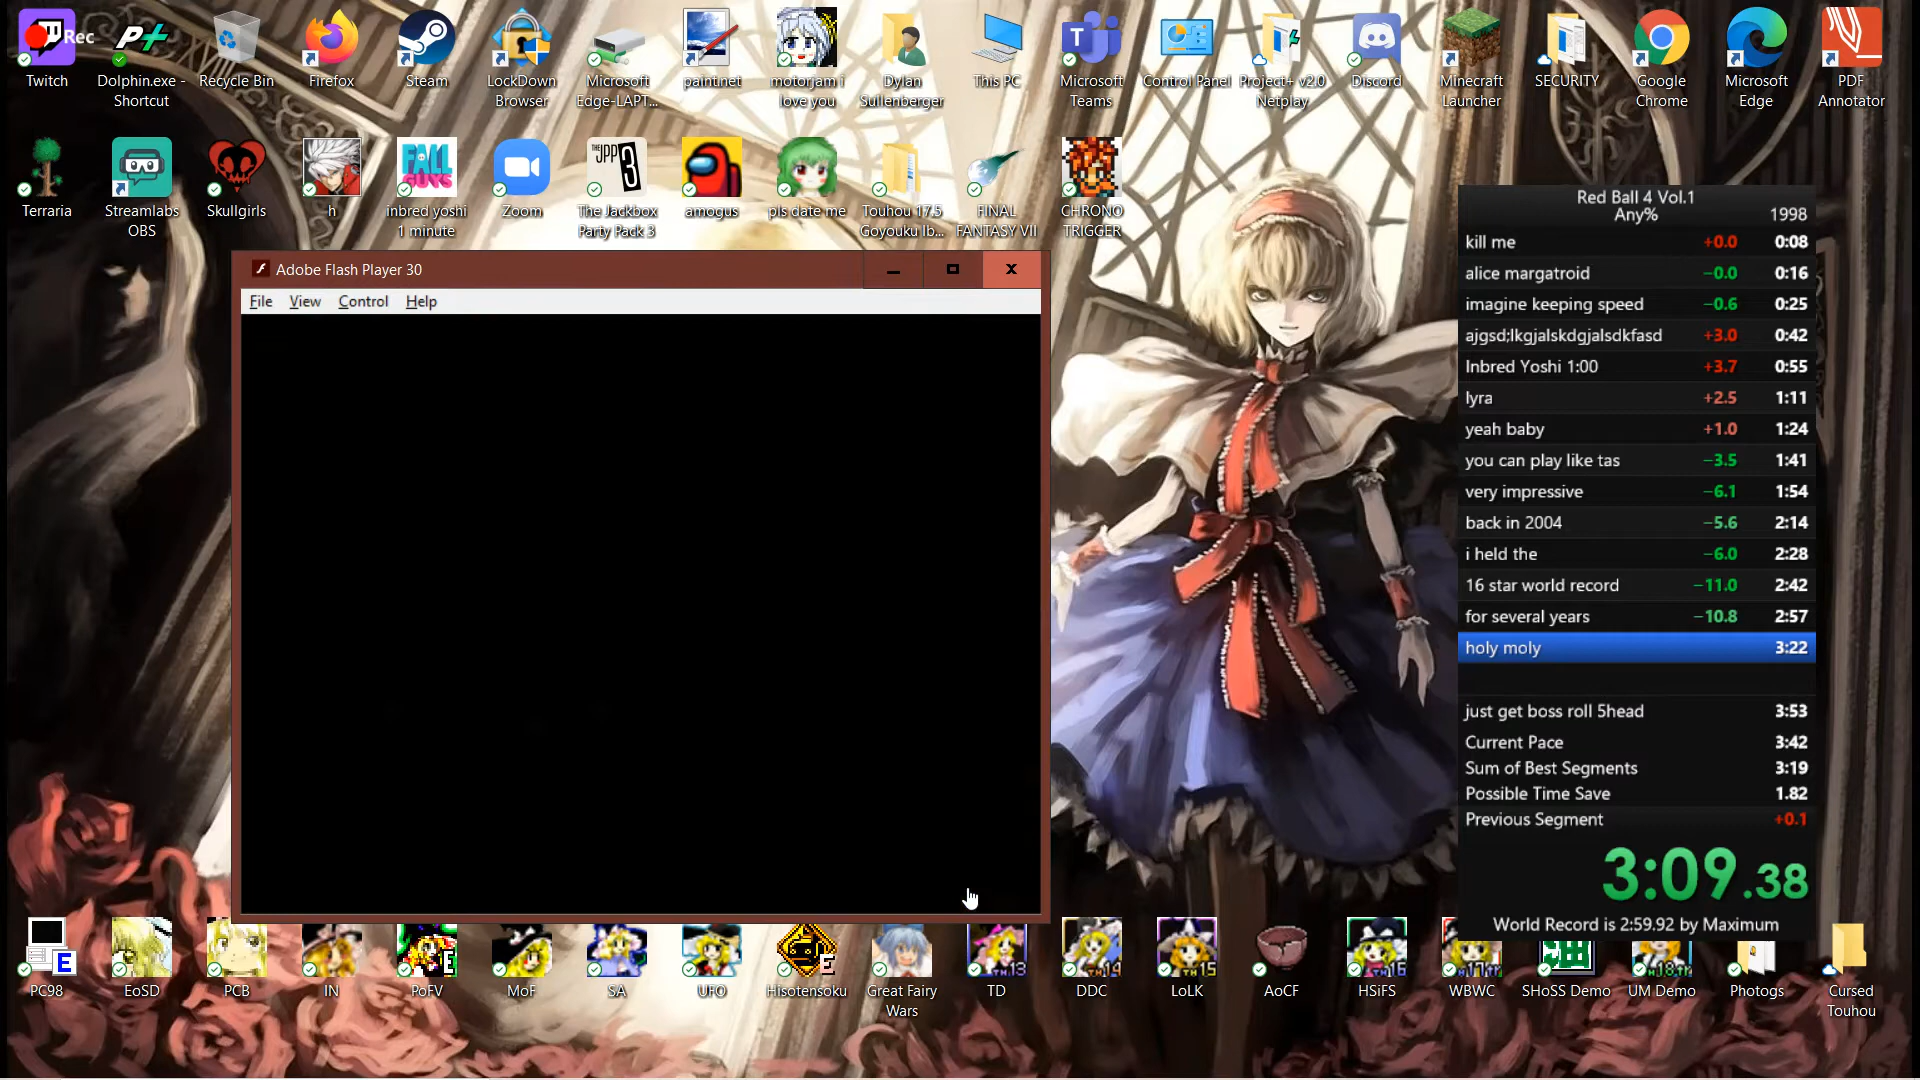 Rec
Twitch
Dolphin.exe -
Shortcut
Recycle Bin
Firefox
Steam
LockDown
Browser
Microsoft
Edge-LAPT...
paint.net
motorjam i
love you
Dylan
Sullenberger
This PC
Microsoft
Teams
Control Panel
Project+ v2.0
Netplay
Discord
Minecraft
Launcher
SECURITY
Google
Chrome
Microsoft
Edge
PDF
Annotator
Terraria
Streamlabs
OBS
Skullgirls
h
FALL
GUYS
inbred yoshi
1 minute
Zoom
THE JPP
3
The Jackbox
Party Pack 3
amogus
pls date me
Touhou 17.5
Goyouku Ib...
FINAL
FANTASY VII
CHRONO
TRIGGER
Adobe Flash Player 30
File View Control Help
Red Ball 4 Vol.1
Any% 1998
kill me +0.0 0:08
alice margatroid −0.0 0:16
imagine keeping speed −0.6 0:25
ajgsd;lkgjalskdgjalsdkfasd +3.0 0:42
Inbred Yoshi 1:00 +3.7 0:55
lyra +2.5 1:11
yeah baby +1.0 1:24
you can play like tas −3.5 1:41
very impressive −6.1 1:54
back in 2004 −5.6 2:14
i held the −6.0 2:28
16 star world record −11.0 2:42
for several years −10.8 2:57
holy moly 3:22
just get boss roll 5head 3:53
Current Pace 3:42
Sum of Best Segments 3:19
Possible Time Save 1.82
Previous Segment +0.1
3:09.38
World Record is 2:59.92 by Maximum
PC98
EoSD
PCB
IN
PoFV
MoF
SA
UFO
Hisotensoku
Great Fairy
Wars
TD
DDC
LoLK
AoCF
HSiFS
WBWC
SHoSS Demo
UM Demo
Photogs
Cursed
Touhou